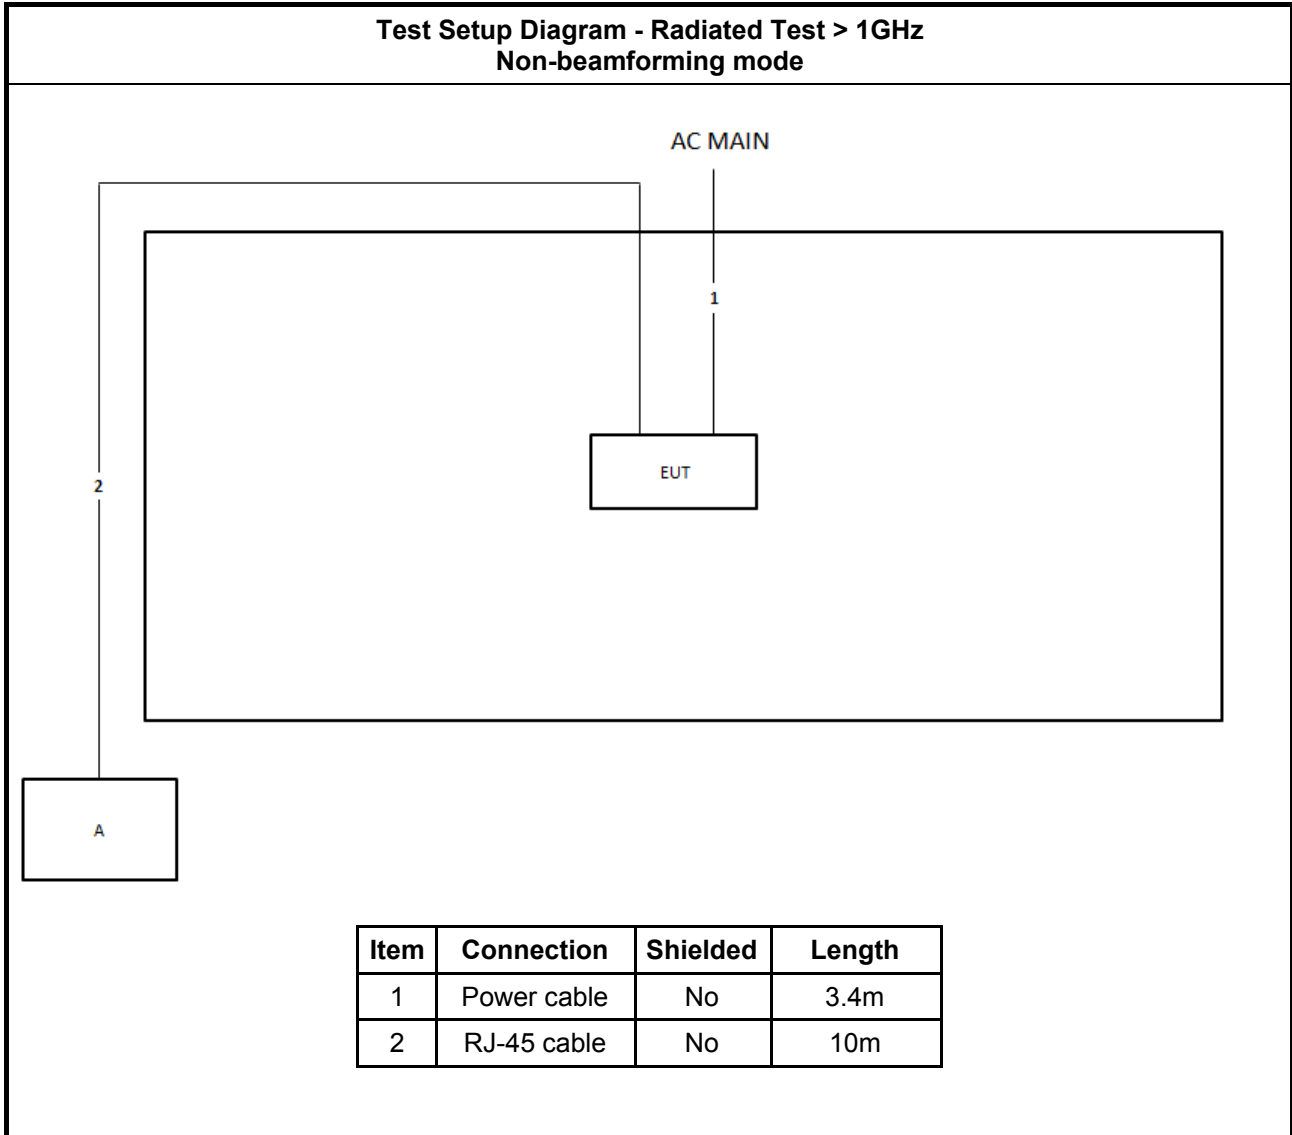 Test Setup Diagram - Radiated Test > 1GHz
Non-beamforming mode
AC MAIN
1
EUT
2
A
Item Connection Shielded Length
1 Power cable No 3.4m
2 RJ-45 cable No 10m